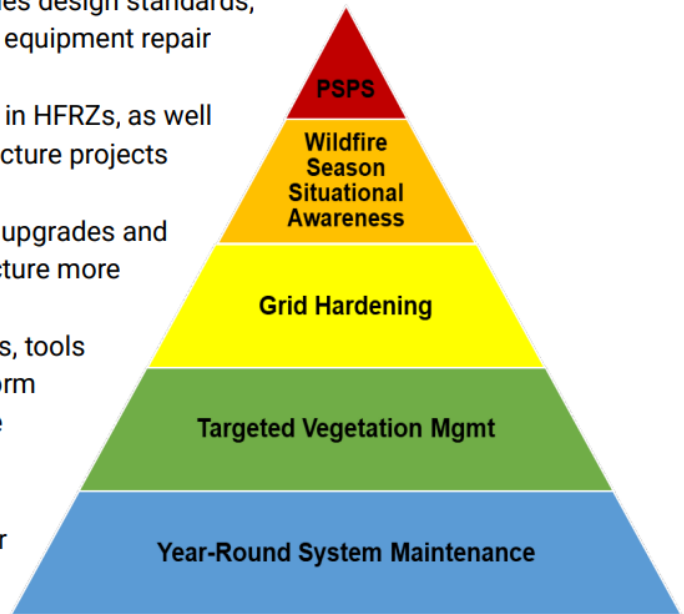 les design standards,
equipment repair
in HFRZs, as well
cture projects
upgrades and
cture more
s, tools
orm
e
r
PSPS
Wildfire
Season
Situational
Awareness
Grid Hardening
Targeted Vegetation Mgmt
Year-Round System Maintenance